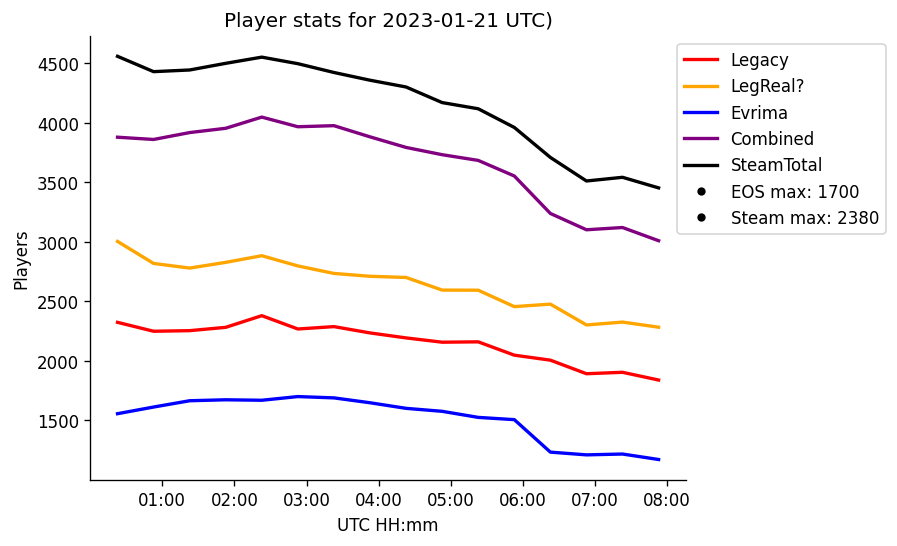 Player stats for 2023-01-21 UTC)
Legacy
LegReal?
Evrima
Combined
SteamTotal
EOS max: 1700
Steam max: 2380
Players
4500
4000
3500
3000
2500
2000
1500
01:00 02:00 03:00 04:00 05:00 06:00 07:00 08:00
UTC HH:mm